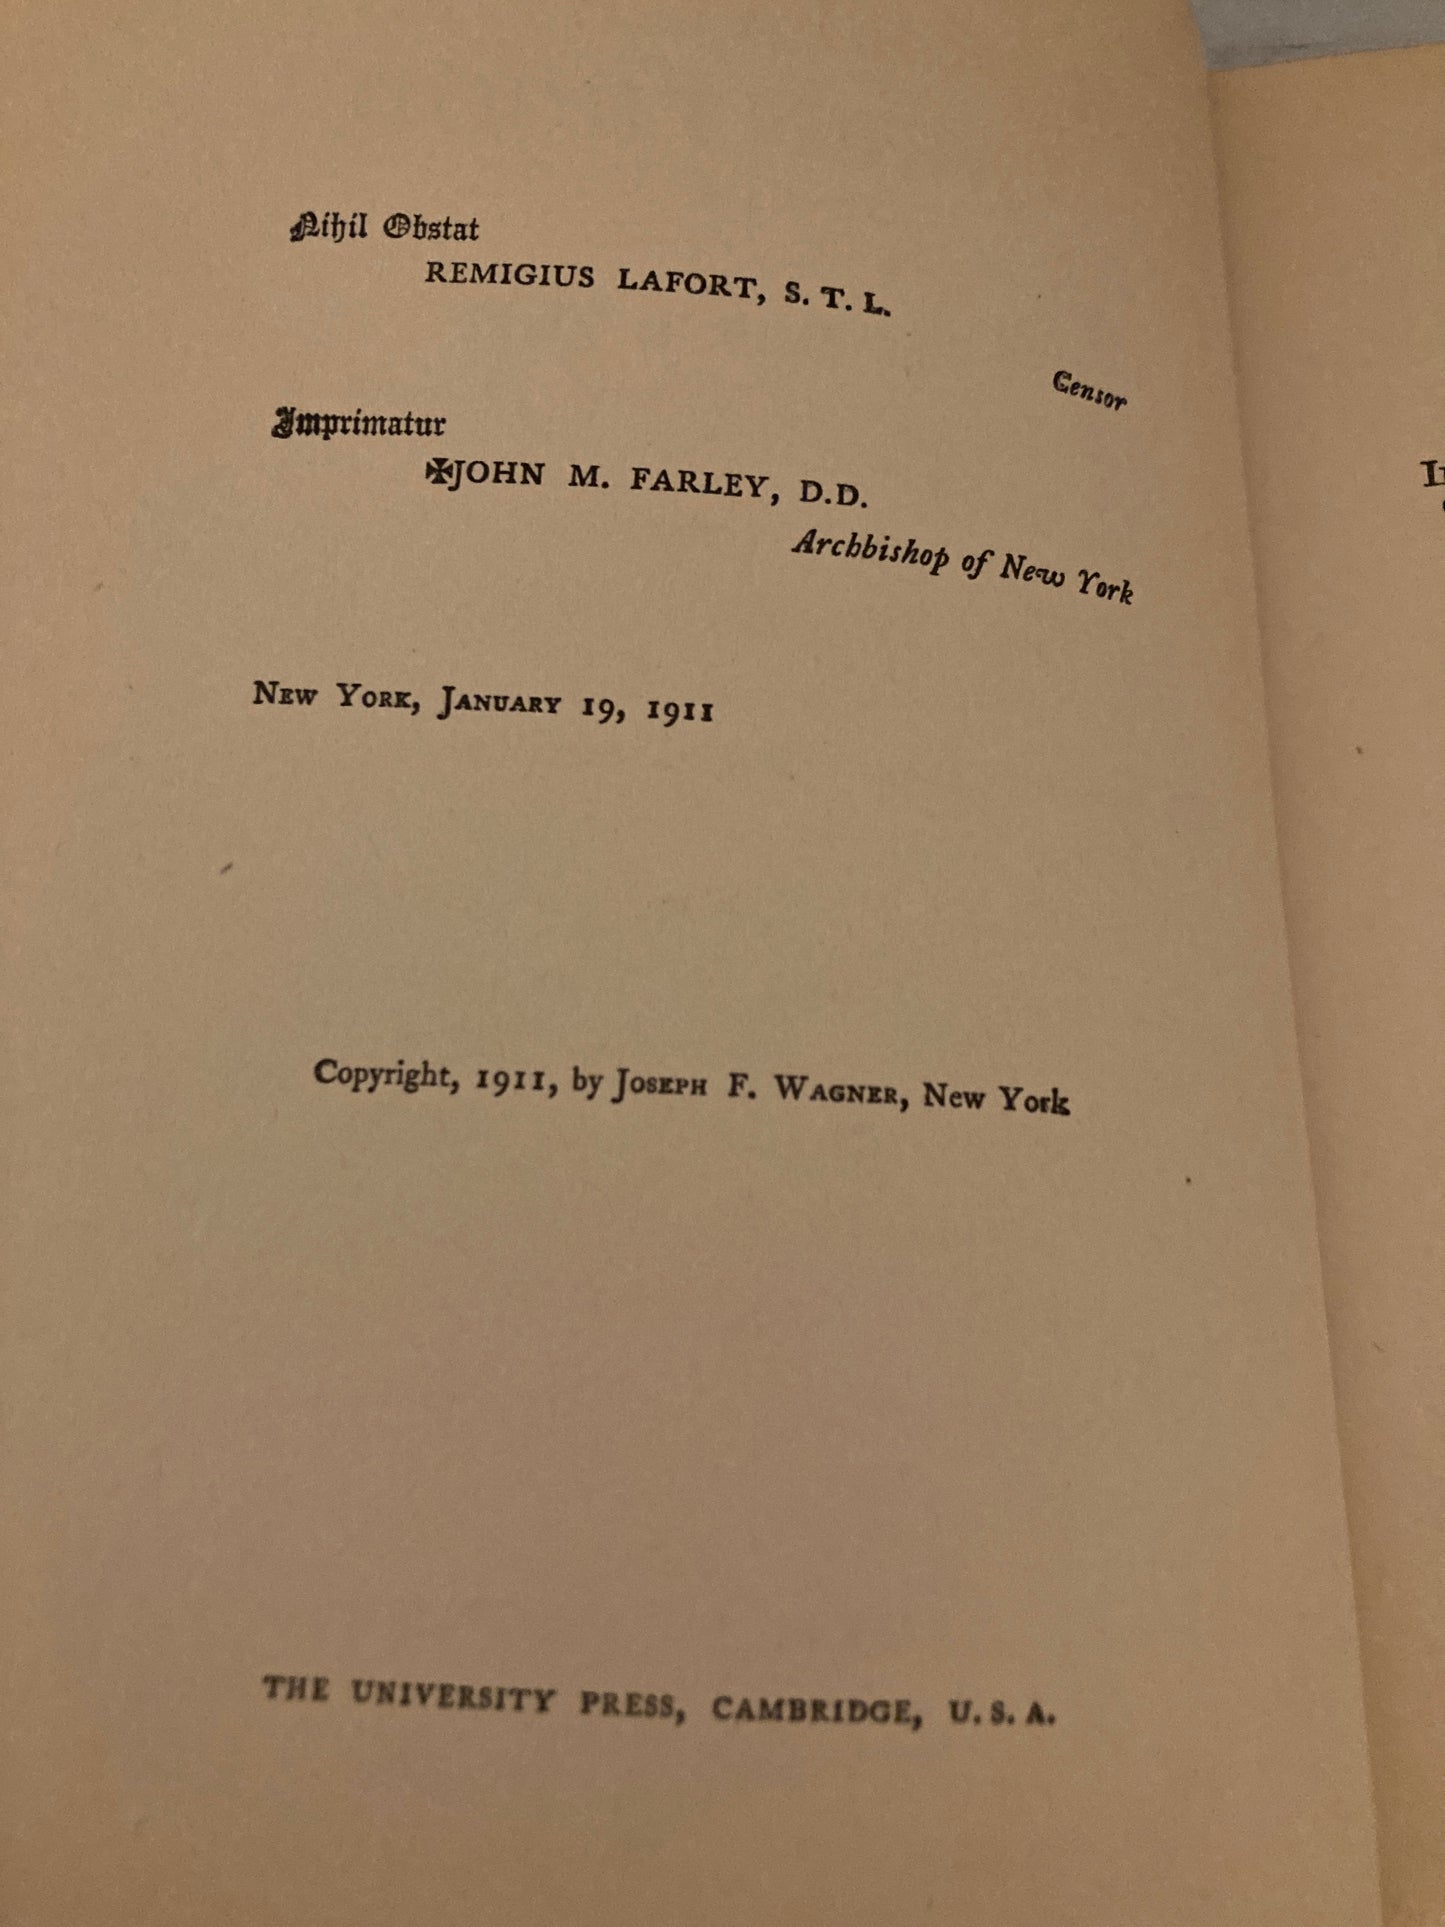 Nihil Obstat
REMIGIUS LAFORT, S. T. L.
Censor
Imprimatur
✠JOHN M. FARLEY, D.D.
Archbishop of New York
NEW YORK, JANUARY 19, 1911
Copyright, 1911, by JOSEPH F. WAGNER, New York
THE UNIVERSITY PRESS, CAMBRIDGE, U. S. A.